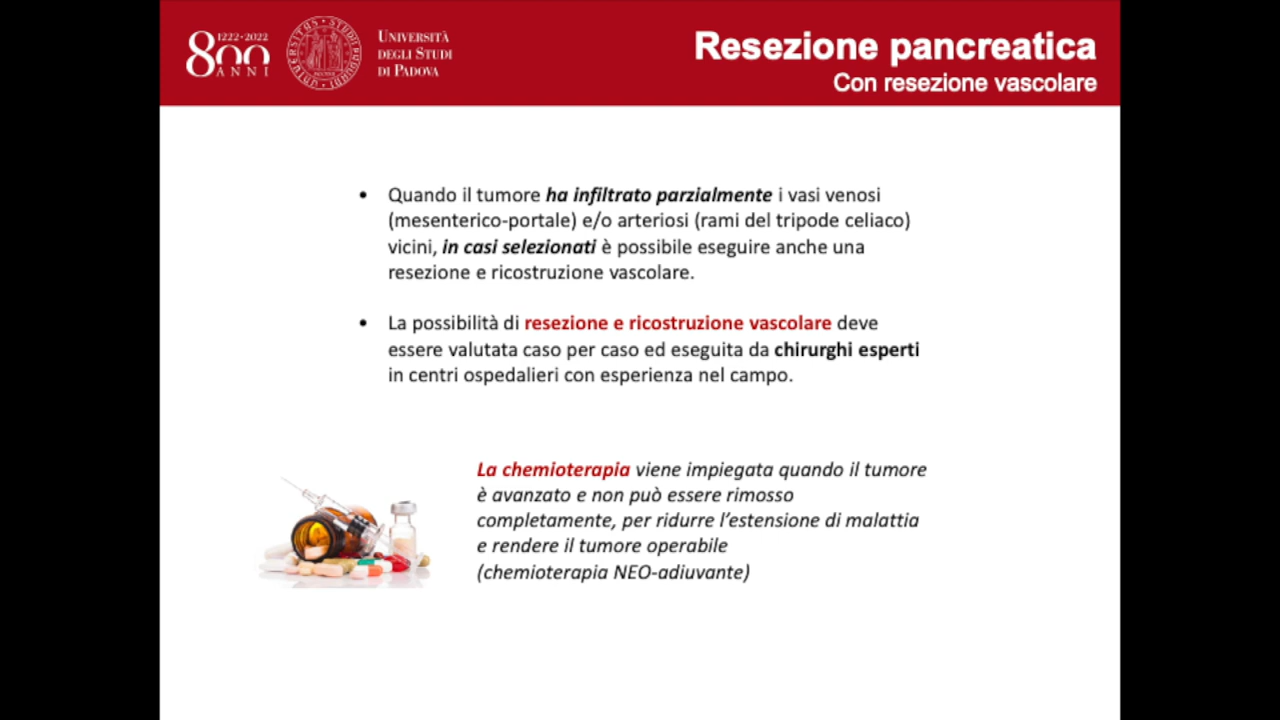 1222·2022
800
ANNI
UNIVERSITÀ
DEGLI STUDI
DI PADOVA
Resezione pancreatica
Con resezione vascolare
• Quando il tumore ha infiltrato parzialmente i vasi venosi
(mesenterico-portale) e/o arteriosi (rami del tripode celiaco)
vicini, in casi selezionati è possibile eseguire anche una
resezione e ricostruzione vascolare.
• La possibilità di resezione e ricostruzione vascolare deve
essere valutata caso per caso ed eseguita da chirurghi esperti
in centri ospedalieri con esperienza nel campo.
La chemioterapia viene impiegata quando il tumore
è avanzato e non può essere rimosso
completamente, per ridurre l’estensione di malattia
e rendere il tumore operabile
(chemioterapia NEO-adiuvante)